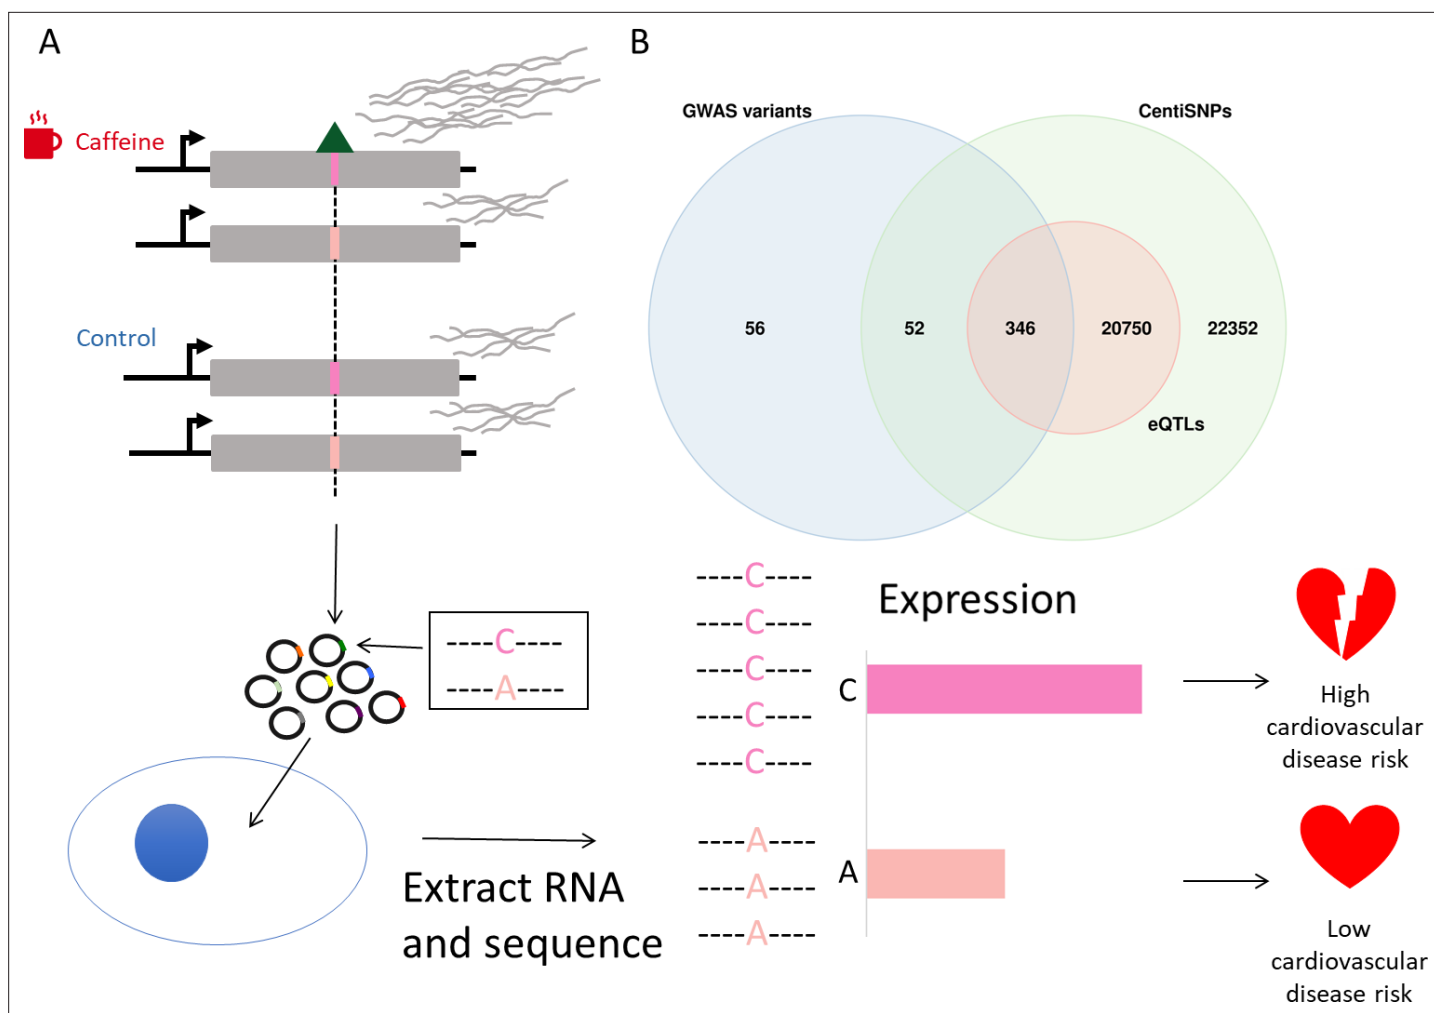 A
B
Caffeine
Control
GWAS variants
CentiSNPs
56
52
346
20750
22352
eQTLs
----C----
----A----
Extract RNA
and sequence
----C----
----C----
----C----
----C----
----C----
----A----
----A----
----A----
Expression
C
A
High
cardiovascular
disease risk
Low
cardiovascular
disease risk